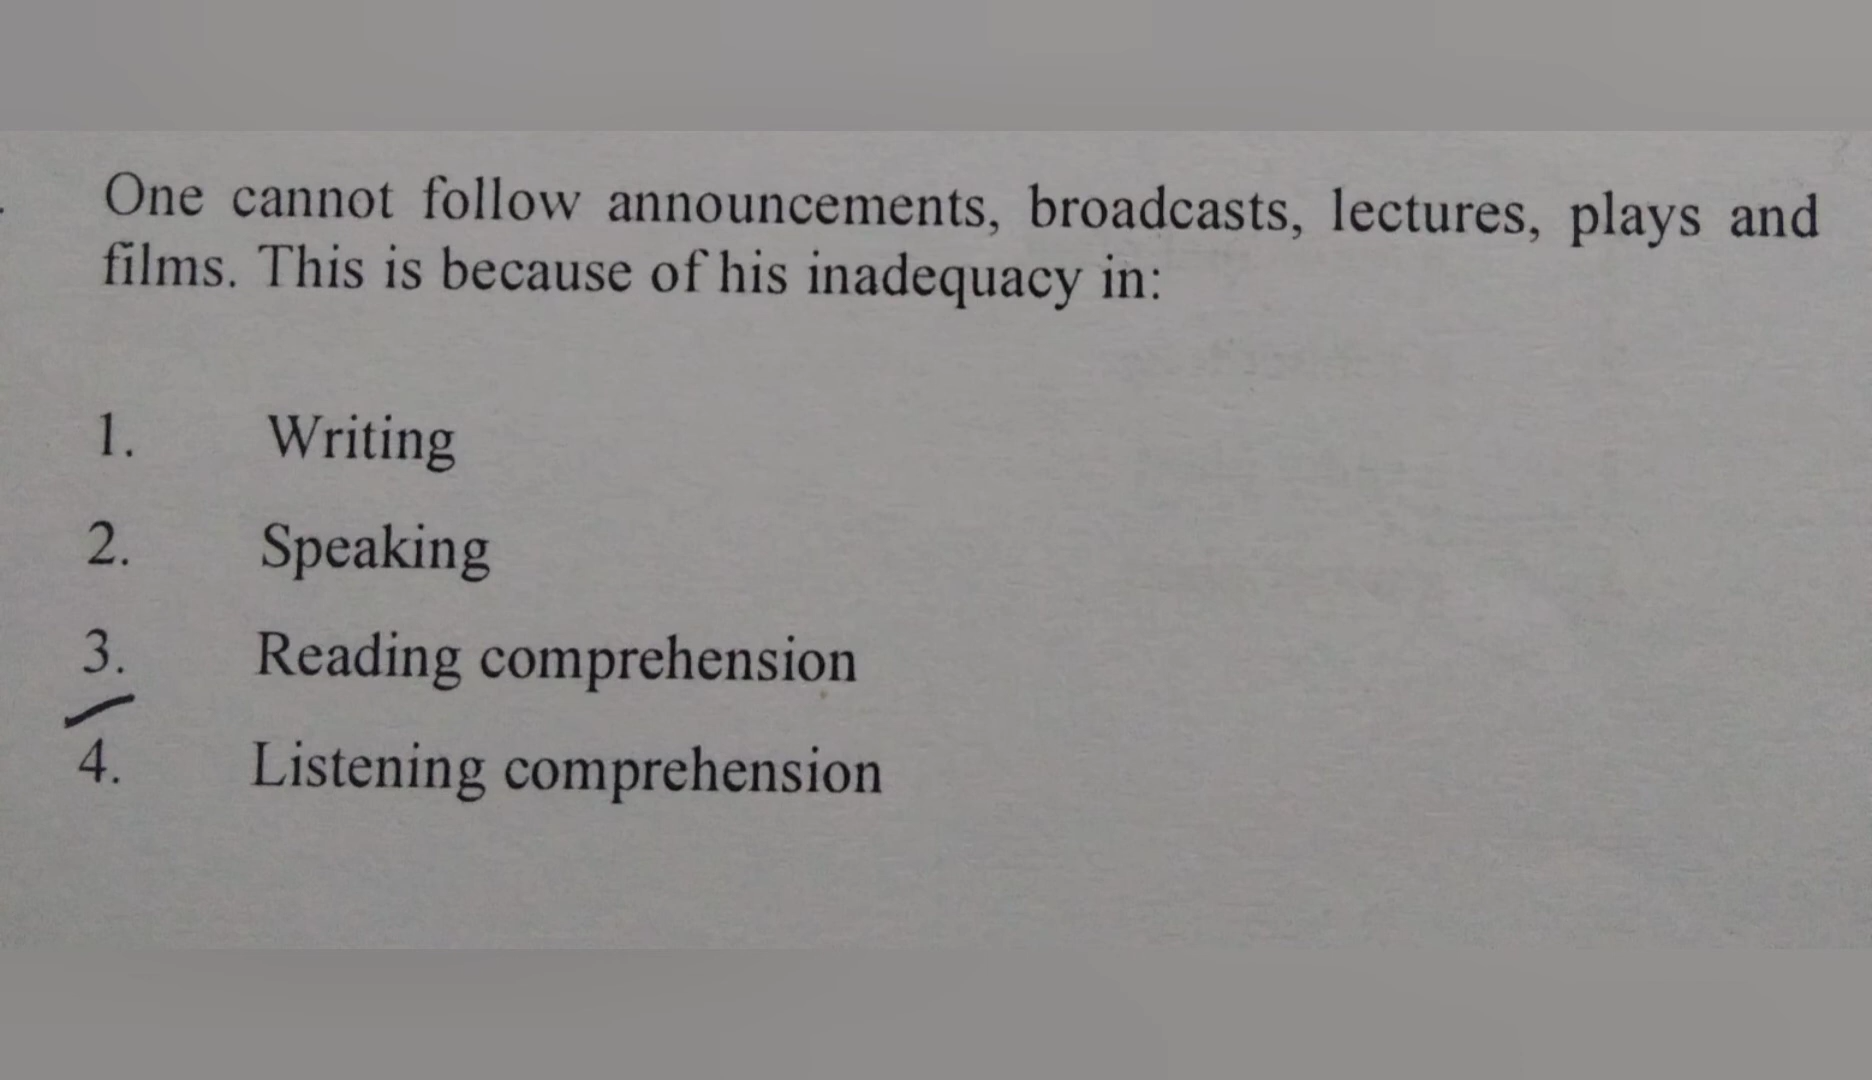 One cannot follow announcements, broadcasts, lectures, plays and
films. This is because of his inadequacy in:
1. Writing
2. Speaking
3. Reading comprehension
4. Listening comprehension